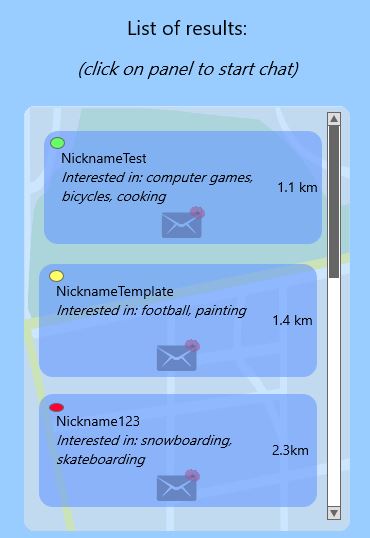 List of results:
(click on panel to start chat)
NicknameTest
Interested in: computer games,
bicycles, cooking
1.1 km
NicknameTemplate
Interested in: football, painting
1.4 km
Nickname123
Interested in: snowboarding,
skateboarding
2.3km